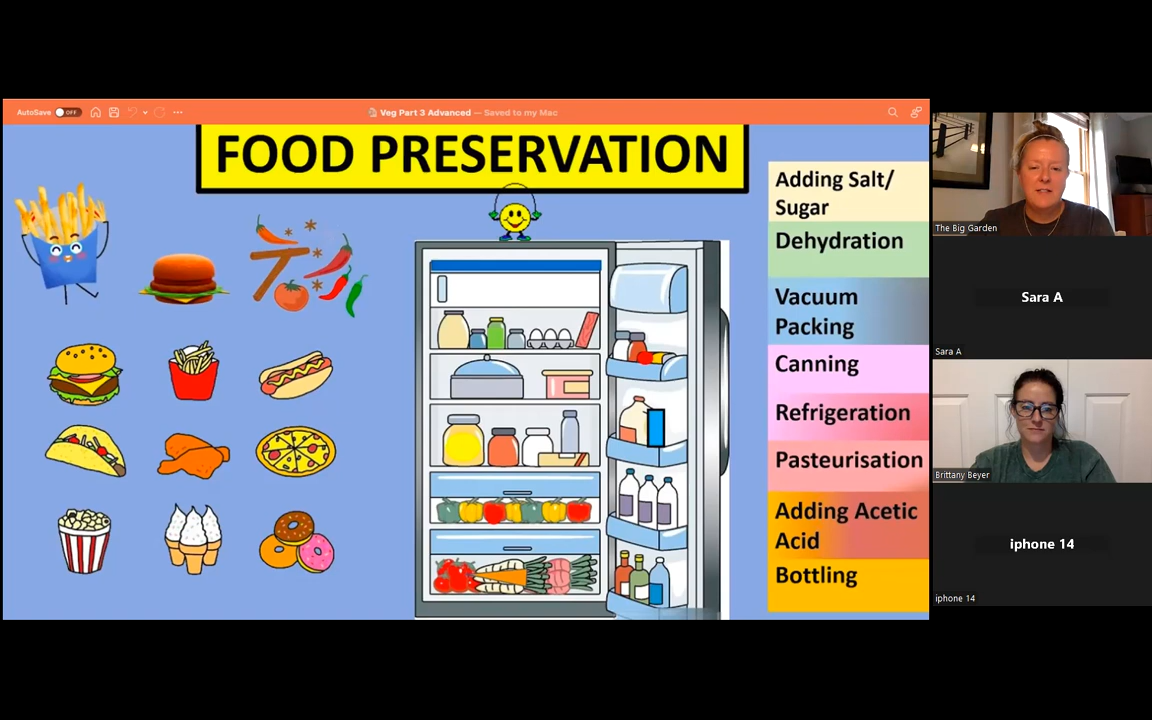 AutoSave OFF
Veg Part 3 Advanced — Saved to my Mac
FOOD PRESERVATION
Adding Salt/
Sugar
Dehydration
Vacuum
Packing
Canning
Refrigeration
Pasteurisation
Adding Acetic
Acid
Bottling
The Big Garden
Sara A
Sara A
Brittany Beyer
iphone 14
iphone 14